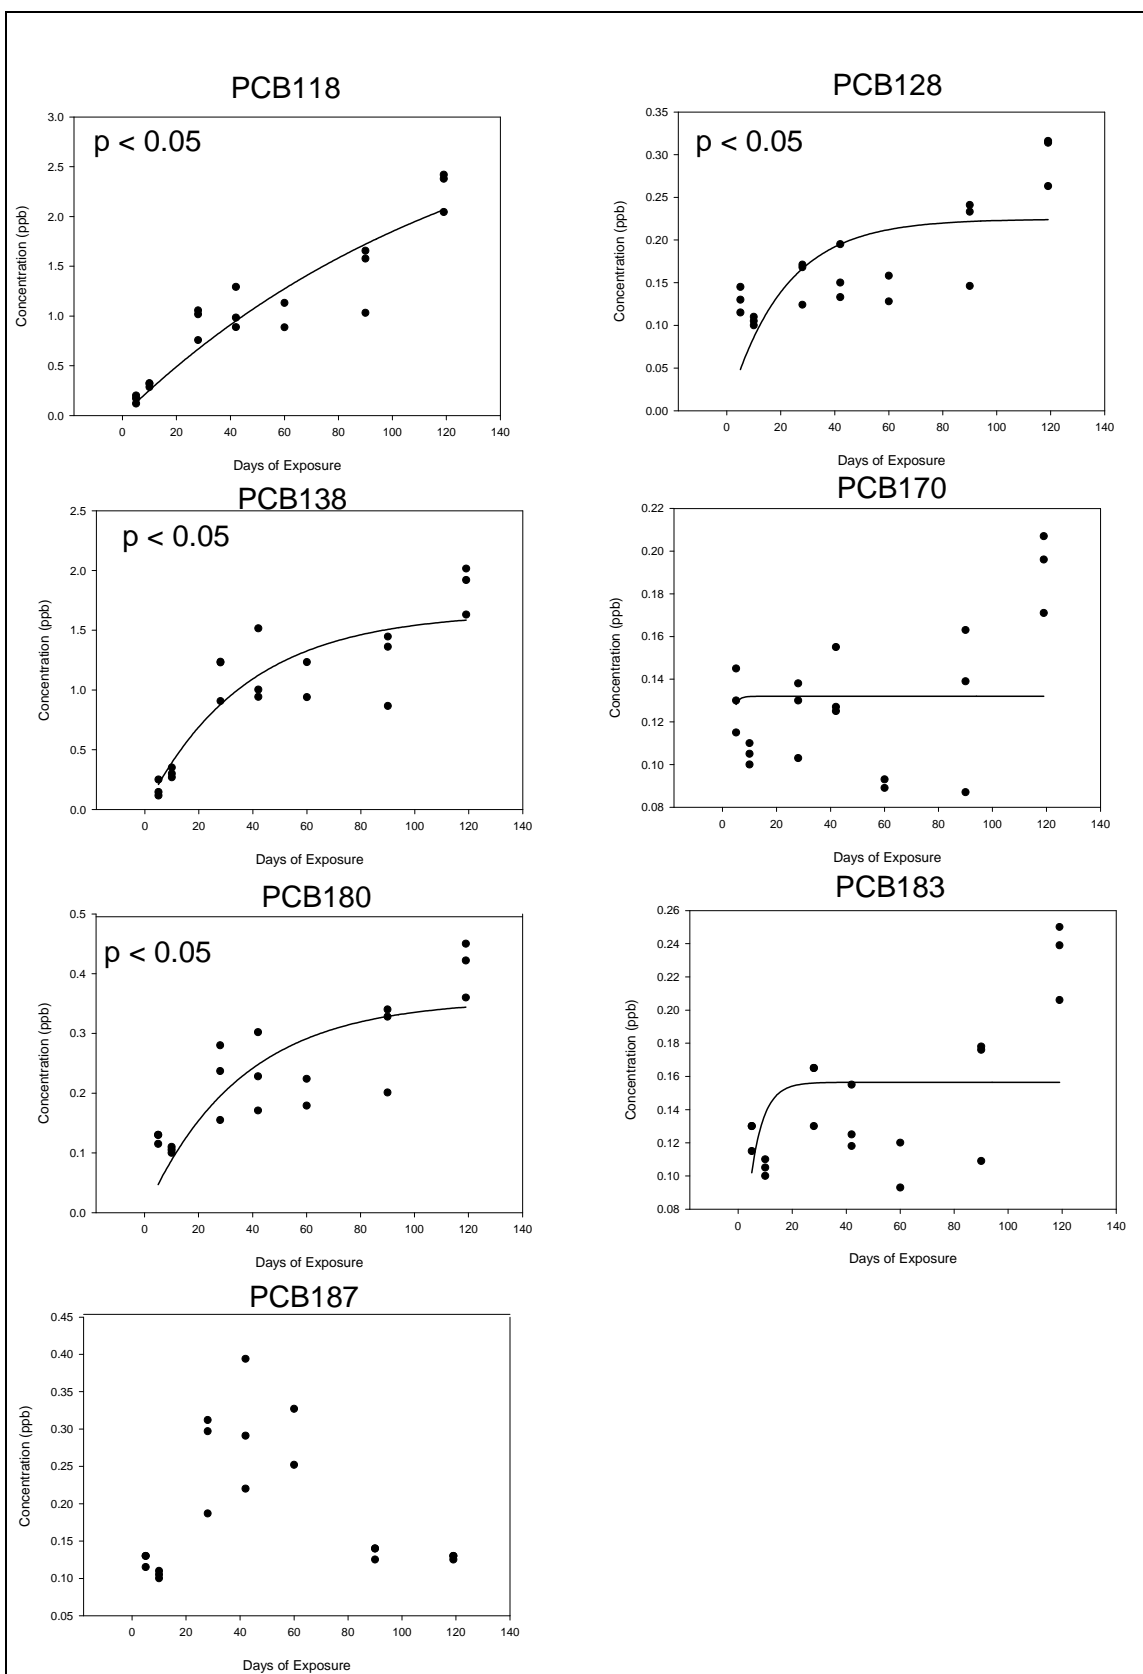 PCB118
p < 0.05
3.0
2.5
2.0
1.5
1.0
0.5
0.0
Concentration (ppb)
0 20 40 60 80 100 120 140
Days of Exposure
PCB128
p < 0.05
0.35
0.30
0.25
0.20
0.15
0.10
0.05
0.00
Concentration (ppb)
0 20 40 60 80 100 120 140
Days of Exposure
PCB138
p < 0.05
2.5
2.0
1.5
1.0
0.5
0.0
Concentration (ppb)
0 20 40 60 80 100 120 140
Days of Exposure
PCB170
0.22
0.20
0.18
0.16
0.14
0.12
0.10
0.08
Concentration (ppb)
0 20 40 60 80 100 120 140
Days of Exposure
PCB180
p < 0.05
0.5
0.4
0.3
0.2
0.1
0.0
Concentration (ppb)
0 20 40 60 80 100 120 140
Days of Exposure
PCB183
0.26
0.24
0.22
0.20
0.18
0.16
0.14
0.12
0.10
0.08
Concentration (ppb)
0 20 40 60 80 100 120 140
Days of Exposure
PCB187
0.45
0.40
0.35
0.30
0.25
0.20
0.15
0.10
0.05
Concentration (ppb)
0 20 40 60 80 100 120 140
Days of Exposure